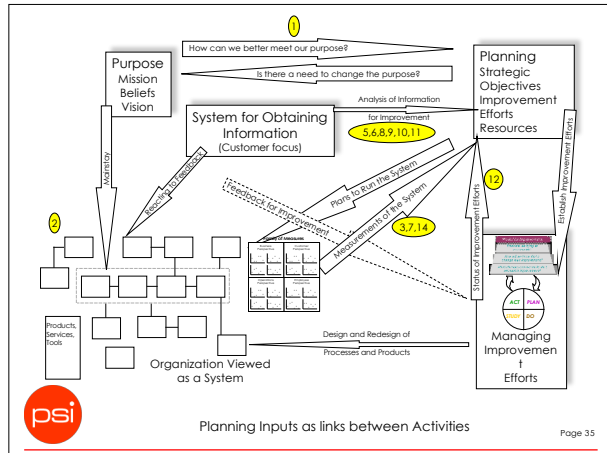 1
How can we better meet our purpose?
Is there a need to change the purpose?
Purpose
Mission
Beliefs
Vision
Planning
Strategic
Objectives
Improvement
Efforts
Resources
System for Obtaining
Information
(Customer focus)
Analysis of Information
for Improvement
5,6,8,9,10,11
Mainstay
Reacting to Feedback
Feedback for Improvement
Plans to Run the System
Measurements of the System
3,7,14
12
Status of Improvement Efforts
Establish Improvement Efforts
2
ACT
PLAN
STUDY
DO
Managing
Improvemen
t
Efforts
Products,
Services,
Tools
Organization Viewed
as a System
Design and Redesign of
Processes and Products
psi
Planning Inputs as links between Activities
Page 35